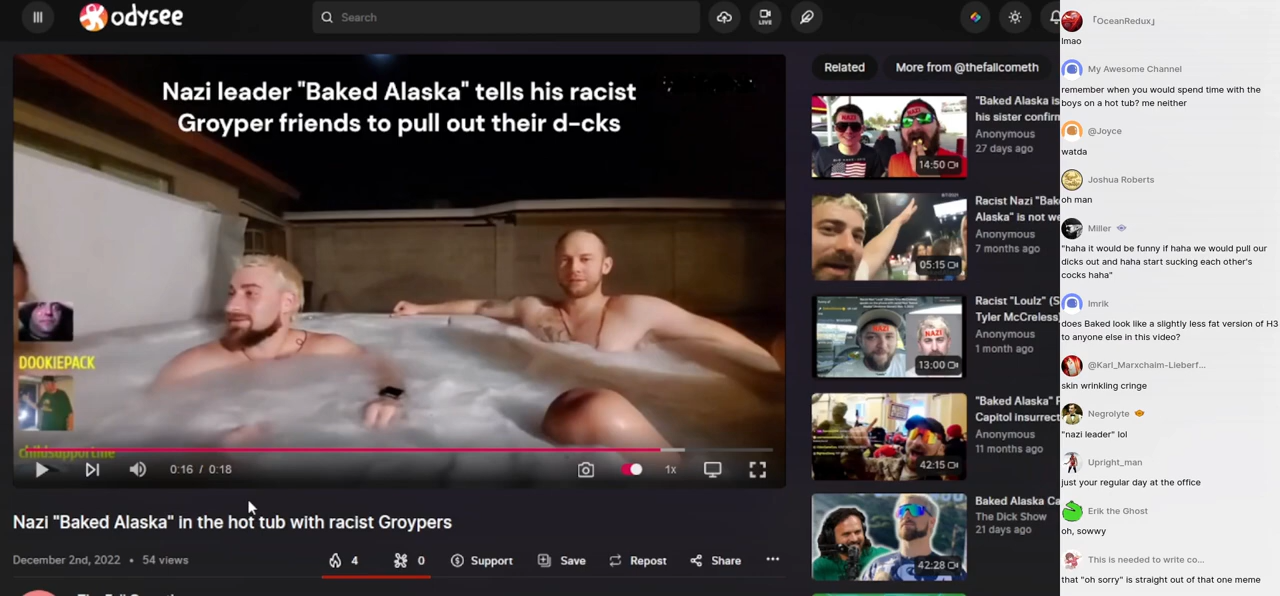 odysee
Search
LIVE
Nazi leader "Baked Alaska" tells his racist
Groyper friends to pull out their d-cks
DOOKIEPACK
childsupportime
0:16 / 0:18
1x
Nazi "Baked Alaska" in the hot tub with racist Groypers
December 2nd, 2022 • 54 views
4
0
Support
Save
Repost
Share
Related
More from @thefallcometh
14:50
"Baked Alaska is
his sister confirm
Anonymous
27 days ago
05:15
Racist Nazi "Bak
Alaska" is not we
Anonymous
7 months ago
NAZI
NAZI
13:00
Racist "Loulz" (S
Tyler McCreless)
Anonymous
1 month ago
42:15
"Baked Alaska" F
Capitol insurrect
Anonymous
11 months ago
42:28
Baked Alaska Ca
The Dick Show
21 days ago
「OceanRedux」
lmao
My Awesome Channel
remember when you would spend time with the
boys on a hot tub? me neither
@Joyce
watda
Joshua Roberts
oh man
Miller
"haha it would be funny if haha we would pull our
dicks out and haha start sucking each other's
cocks haha"
Imrik
does Baked look like a slightly less fat version of H3
to anyone else in this video?
@Karl_Marxchaim-Lieberf...
skin wrinkling cringe
Negrolyte
"nazi leader" lol
Upright_man
just your regular day at the office
Erik the Ghost
oh, sowwy
This is needed to write co...
that "oh sorry" is straight out of that one meme